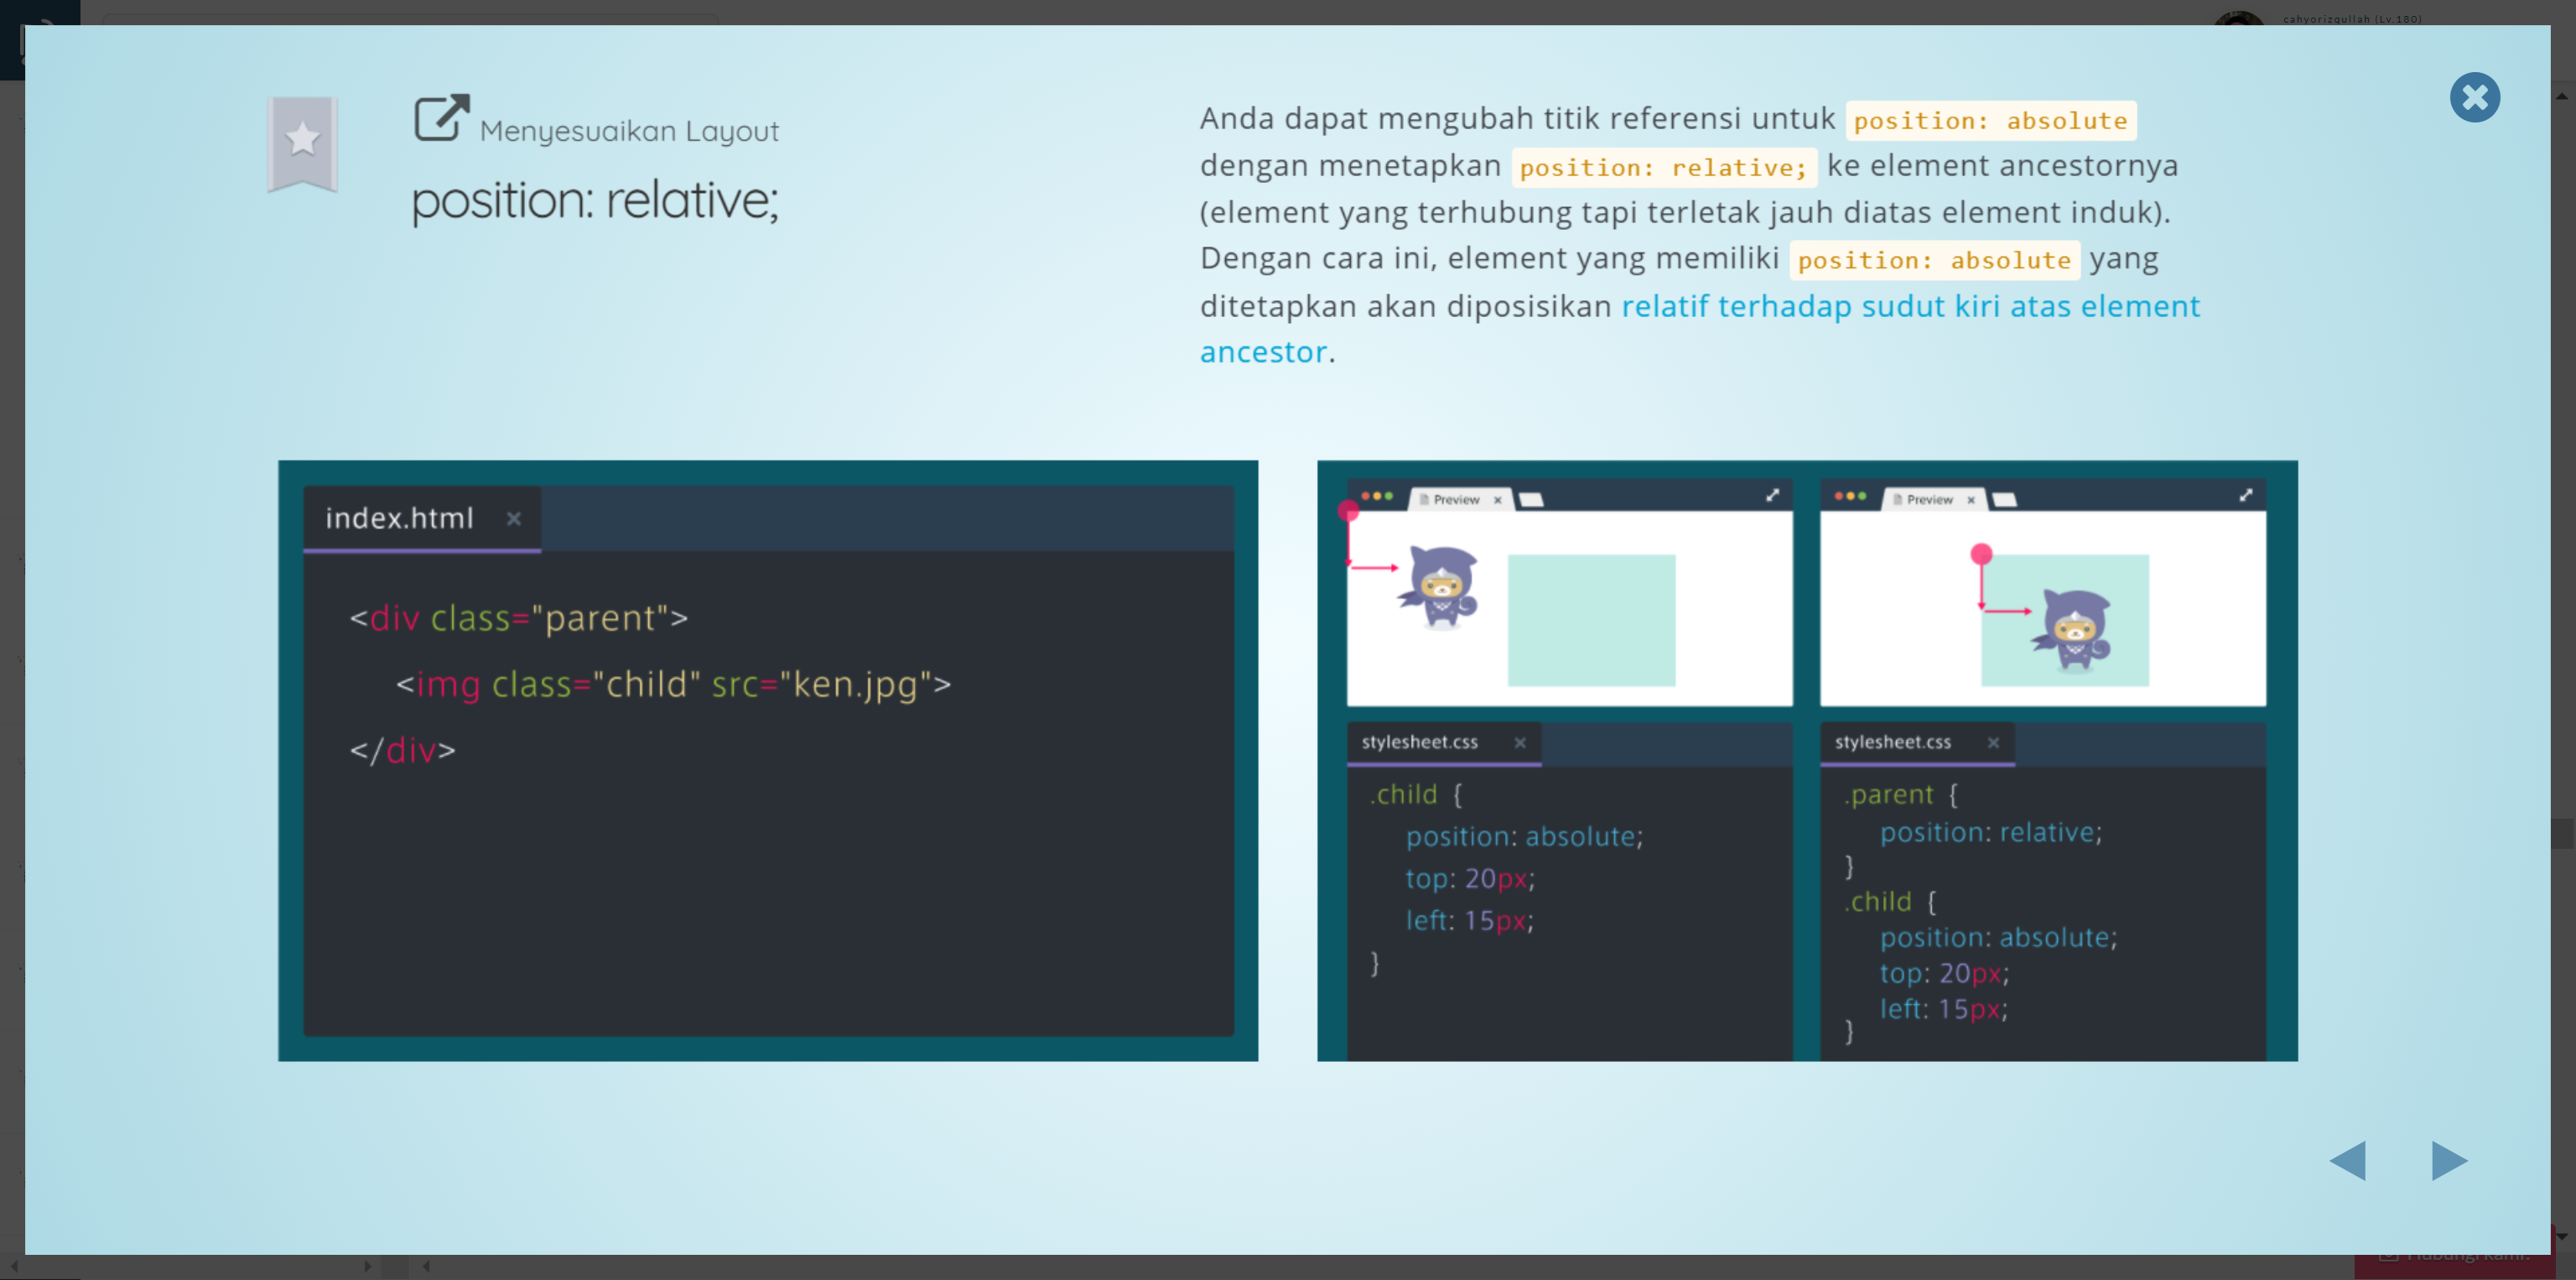 cahyorizqullah (Lv.180)
Menyesuaikan Layout
position: relative;
Anda dapat mengubah titik referensi untuk position: absolute
dengan menetapkan position: relative; ke element ancestornya
(element yang terhubung tapi terletak jauh diatas element induk).
Dengan cara ini, element yang memiliki position: absolute yang
ditetapkan akan diposisikan relatif terhadap sudut kiri atas element
ancestor.
index.html
<div class="parent">
<img class="child" src="ken.jpg">
</div>
Preview
Preview
stylesheet.css
.child {
position: absolute;
top: 20px;
left: 15px;
}
stylesheet.css
.parent {
position: relative;
}
.child {
position: absolute;
top: 20px;
left: 15px;
}